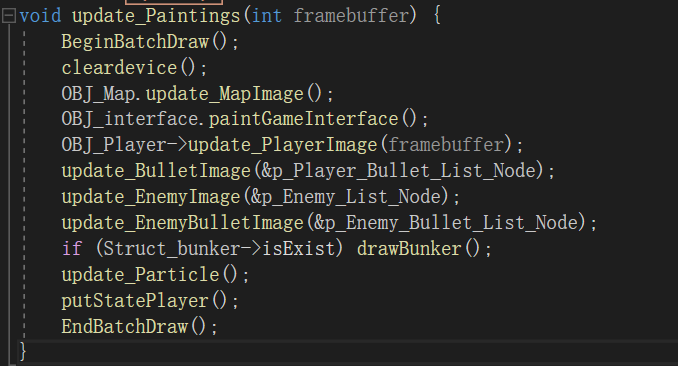 void update_Paintings(int framebuffer) {
BeginBatchDraw();
cleardevice();
OBJ_Map.update_MapImage();
OBJ_interface.paintGameInterface();
OBJ_Player->update_PlayerImage(framebuffer);
update_BulletImage(&p_Player_Bullet_List_Node);
update_EnemyImage(&p_Enemy_List_Node);
update_EnemyBulletImage(&p_Enemy_Bullet_List_Node);
if (Struct_bunker->isExist) drawBunker();
update_Particle();
putStatePlayer();
EndBatchDraw();
}